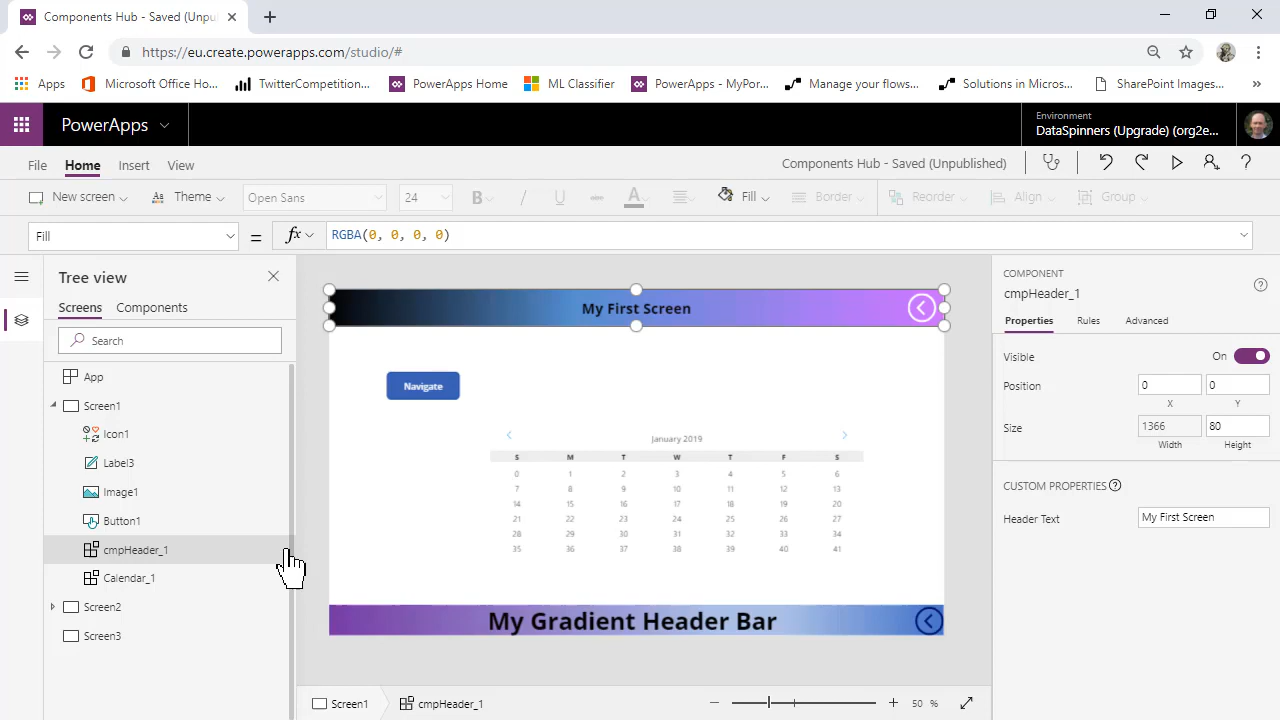 Components Hub - Saved (Unpu
https://eu.create.powerapps.com/studio/#
Apps Microsoft Office Ho... TwitterCompetition... PowerApps Home ML Classifier PowerApps - MyPor... Manage your flows... Solutions in Micros... SharePoint Images... »
PowerApps
Environment
DataSpinners (Upgrade) (org2e...
File Home Insert View Components Hub - Saved (Unpublished) ?
New screen Aa Theme Open Sans 24 B / U abc A Fill Border Reorder Align Group
Fill = fx RGBA(0, 0, 0, 0)
Tree view
Screens Components
Search
App
Screen1
Icon1
Label3
Image1
Button1
cmpHeader_1
Calendar_1
Screen2
Screen3
My First Screen
Navigate
January 2019
S M T W T F S
0 1 2 3 4 5 6
7 8 9 10 11 12 13
14 15 16 17 18 19 20
21 22 23 24 25 26 27
28 29 30 31 32 33 34
35 36 37 38 39 40 41
My Gradient Header Bar
Screen1 cmpHeader_1 50 %
COMPONENT
cmpHeader_1
Properties Rules Advanced
Visible On
Position 0 0
X Y
Size 1366 80
Width Height
CUSTOM PROPERTIES
Header Text My First Screen